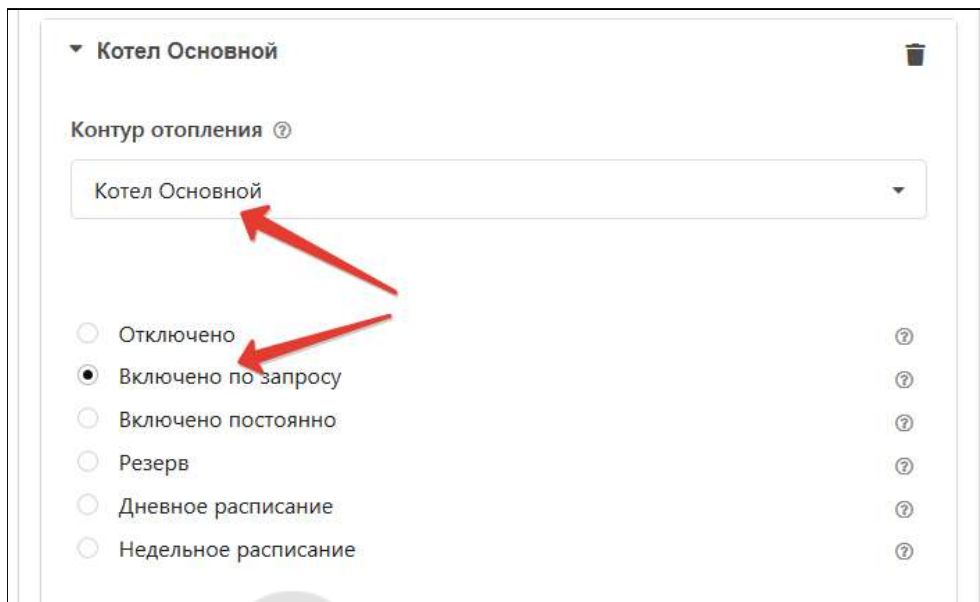 Котел Основной
Контур отопления ?
Котел Основной
Отключено ?
Включено по запросу ?
Включено постоянно ?
Резерв ?
Дневное расписание ?
Недельное расписание ?